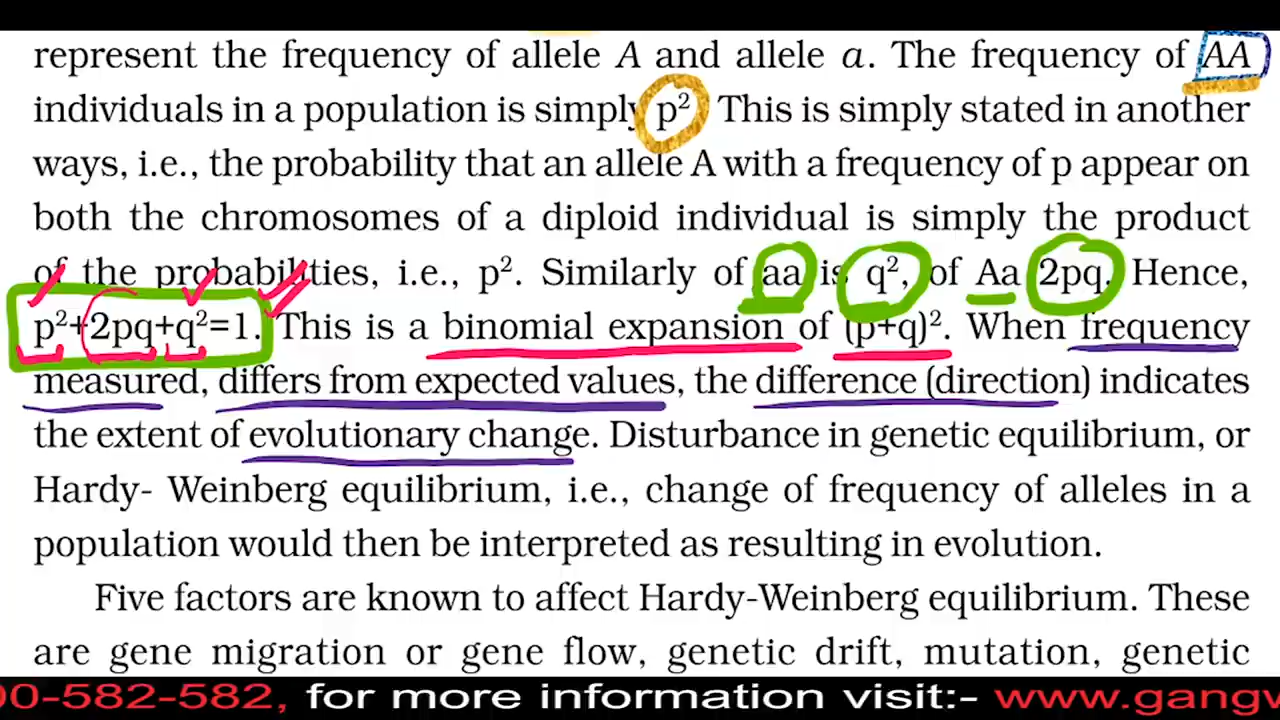 represent the frequency of allele A and allele a. The frequency of AA
individuals in a population is simply p². This is simply stated in another
ways, i.e., the probability that an allele A with a frequency of p appear on
both the chromosomes of a diploid individual is simply the product
of the probabilities, i.e., p². Similarly of aa is q², of Aa 2pq. Hence,
p²+2pq+q²=1. This is a binomial expansion of (p+q)². When frequency
measured, differs from expected values, the difference (direction) indicates
the extent of evolutionary change. Disturbance in genetic equilibrium, or
Hardy- Weinberg equilibrium, i.e., change of frequency of alleles in a
population would then be interpreted as resulting in evolution.
Five factors are known to affect Hardy-Weinberg equilibrium. These
are gene migration or gene flow, genetic drift, mutation, genetic
00-582-582, for more information visit:- www.gangw